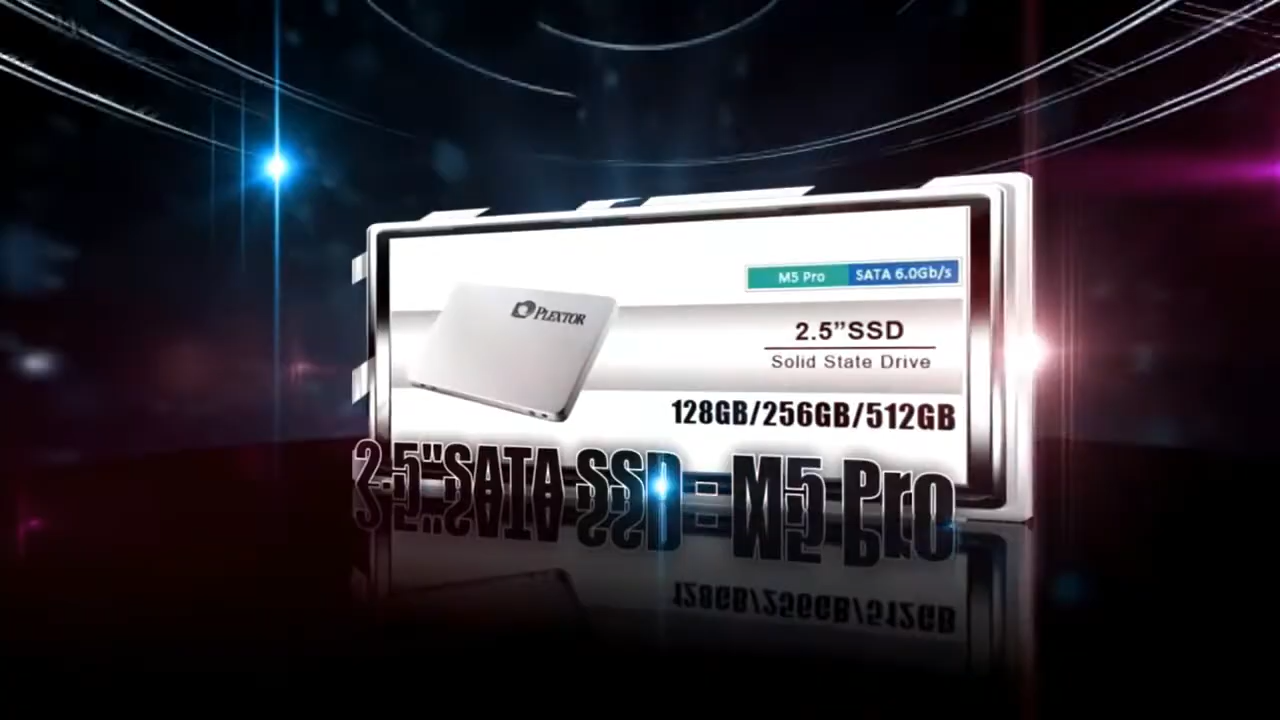 M5 Pro SATA 6.0Gb/s
PLEXTOR
2.5”SSD
Solid State Drive
128GB/256GB/512GB
2.5"SATA SSD - M5 Pro